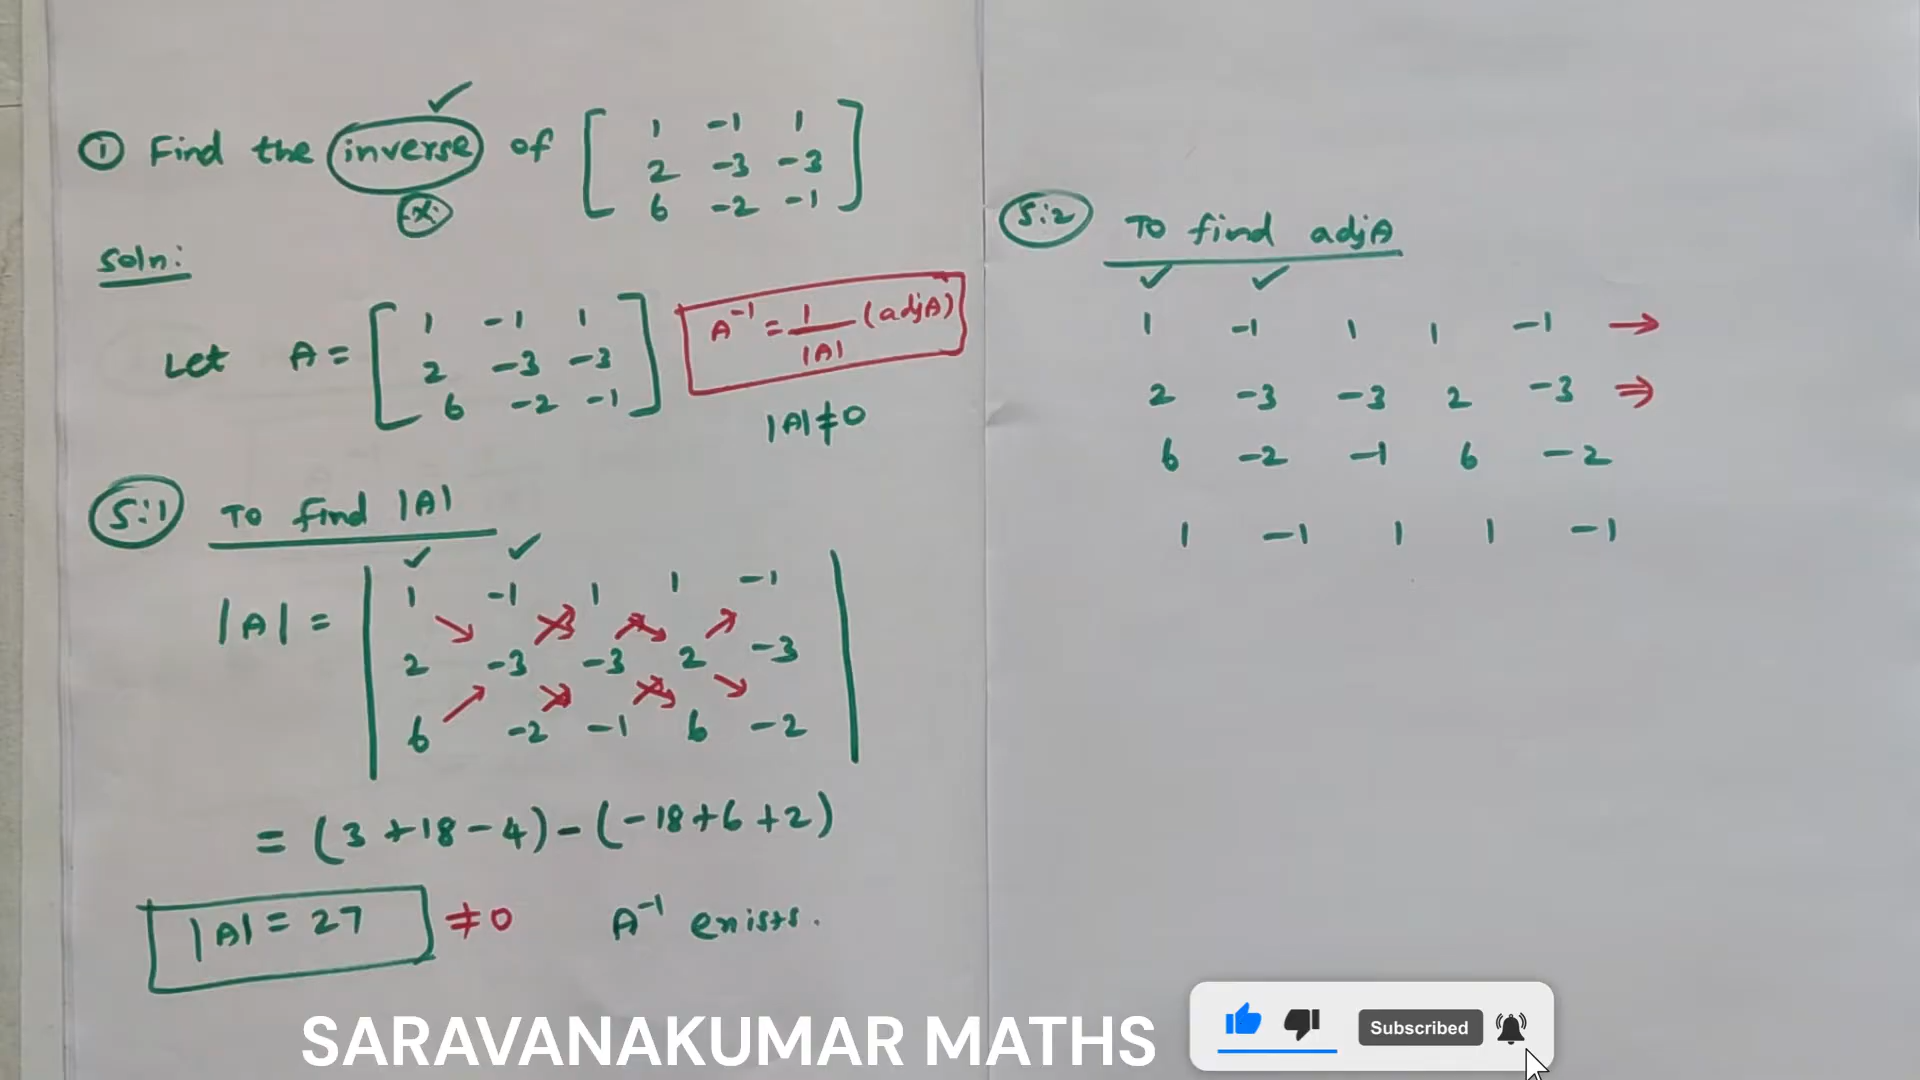 ① Find the inverse of [ 1 -1 1
2 -3 -3
6 -2 -1 ]
Soln:
Let A = [ 1 -1 1
2 -3 -3
6 -2 -1 ]
A⁻¹ = 1/|A| (adjA)
|A| ≠ 0
S:1 To find |A|
|A| = | 1 -1 1 1 -1
2 -3 -3 2 -3
6 -2 -1 6 -2 |
= (3 + 18 - 4) - (-18 + 6 + 2)
|A| = 27 ≠ 0 A⁻¹ exists.
S:2 To find adjA
1 -1 1 1 -1 →
2 -3 -3 2 -3 ⇒
6 -2 -1 6 -2
1 -1 1 1 -1
SARAVANAKUMAR MATHS
Subscribed